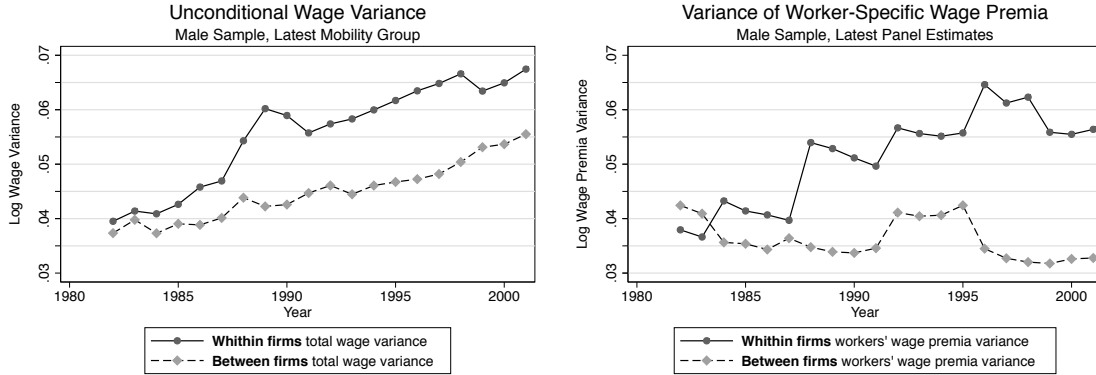 Unconditional Wage Variance
Male Sample, Latest Mobility Group
Log Wage Variance
.07
.06
.05
.04
.03
1980
1985
1990
1995
2000
Year
Whithin firms total wage variance
Between firms total wage variance
Variance of Worker-Specific Wage Premia
Male Sample, Latest Panel Estimates
Log Wage Premia Variance
.07
.06
.05
.04
.03
1980
1985
1990
1995
2000
Year
Whithin firms workers' wage premia variance
Between firms workers' wage premia variance